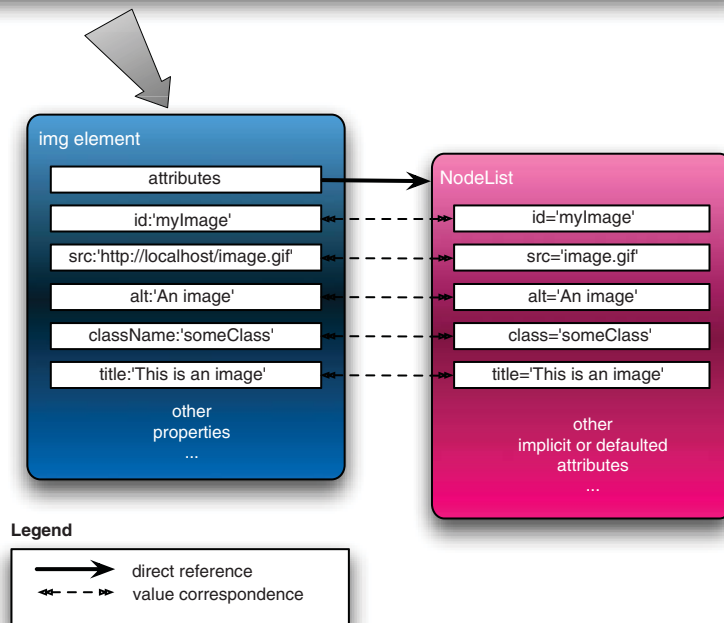 img element
attributes
id:'myImage'
src:'http://localhost/image.gif'
alt:'An image'
className:'someClass'
title:'This is an image'
other
properties
...
NodeList
id='myImage'
src='image.gif'
alt='An image'
class='someClass'
title='This is an image'
other
implicit or defaulted
attributes
...
Legend
direct reference
value correspondence